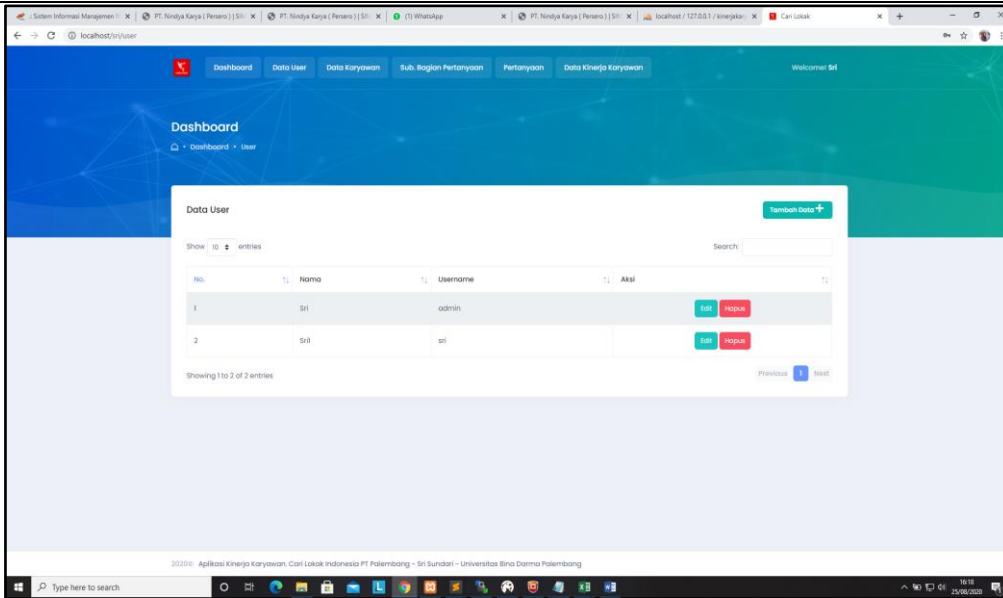 : Sistem Informasi Manajemen
PT. Nindya Karya ( Persero ) | SII
PT. Nindya Karya ( Persero ) | SII
(1) WhatsApp
PT. Nindya Karya ( Persero ) | SII
localhost / 127.0.0.1 / kinerjakar
Cari Lokak
localhost/sri/user
Dashboard Data User Data Karyawan Sub. Bagian Pertanyaan Pertanyaan Data Kinerja Karyawan Welcome! Sri
Dashboard
Dashboard • User
Data User
Tambah Data +
Show 10 entries
Search:
No. Nama Username Aksi
1 Sri admin Edit Hapus
2 Sri1 sri Edit Hapus
Showing 1 to 2 of 2 entries
Previous 1 Next
2020© Aplikasi Kinerja Karyawan. Cari Lokak Indonesia PT Palembang - Sri Sundari - Universitas Bina Darma Palembang
Type here to search
16:18
25/08/2020